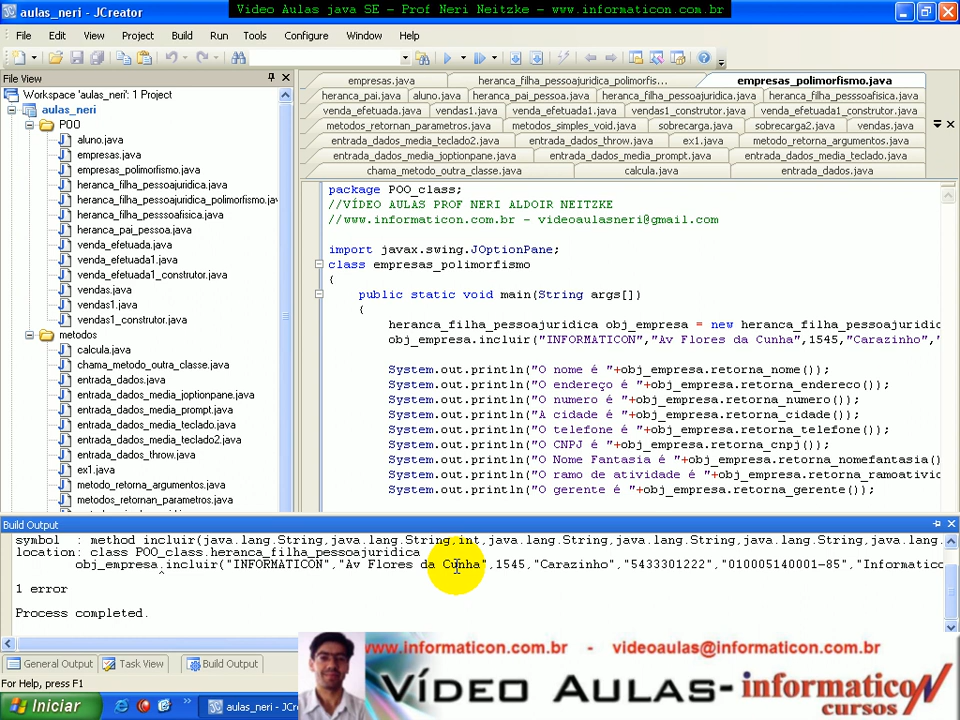 Vídeo Aulas java SE - Prof Neri Neitzke - www.informaticon.com.br
aulas_neri - JCreator
File Edit View Project Build Run Tools Configure Window Help
File View
Workspace 'aulas_neri': 1 Project
aulas_neri
POO
aluno.java
empresas.java
empresas_polimorfismo.java
heranca_filha_pessoajuridica.java
heranca_filha_pessoajuridica_polimorfismo.jav
heranca_filha_pesssoafisica.java
heranca_pai_pessoa.java
venda_efetuada.java
venda_efetuada1.java
venda_efetuada1_construtor.java
vendas.java
vendas1.java
vendas1_construtor.java
metodos
calcula.java
chama_metodo_outra_classe.java
entrada_dados.java
entrada_dados_media_joptionpane.java
entrada_dados_media_prompt.java
entrada_dados_media_teclado.java
entrada_dados_media_teclado2.java
entrada_dados_throw.java
ex1.java
metodo_retorna_argumentos.java
metodos_retornan_parametros.java
empresas.java heranca_filha_pessoajuridica_polimorfis... empresas_polimorfismo.java
heranca_pai.java aluno.java heranca_pai_pessoa.java heranca_filha_pessoajuridica.java heranca_filha_pesssoafisica.java
venda_efetuada.java vendas1.java venda_efetuada1.java vendas1_construtor.java venda_efetuada1_construtor.java
metodos_retornan_parametros.java metodos_simples_void.java sobrecarga.java sobrecarga2.java vendas.java
entrada_dados_media_teclado2.java entrada_dados_throw.java ex1.java metodo_retorna_argumentos.java
entrada_dados_media_joptionpane.java entrada_dados_media_prompt.java entrada_dados_media_teclado.java
chama_metodo_outra_classe.java calcula.java entrada_dados.java
package POO_class;
//VÍDEO AULAS PROF NERI ALDOIR NEITZKE
//www.informaticon.com.br - videoaulasneri@gmail.com
import javax.swing.JOptionPane;
class empresas_polimorfismo
{
public static void main(String args[])
{
heranca_filha_pessoajuridica obj_empresa = new heranca_filha_pessoajuridic
obj_empresa.incluir("INFORMATICON","Av Flores da Cunha",1545,"Carazinho","
System.out.println("O nome é "+obj_empresa.retorna_nome());
System.out.println("O endereço é "+obj_empresa.retorna_endereco());
System.out.println("O numero é "+obj_empresa.retorna_numero());
System.out.println("A cidade é "+obj_empresa.retorna_cidade());
System.out.println("O telefone é "+obj_empresa.retorna_telefone());
System.out.println("O CNPJ é "+obj_empresa.retorna_cnpj());
System.out.println("O Nome Fantasia é "+obj_empresa.retorna_nomefantasia()
System.out.println("O ramo de atividade é "+obj_empresa.retorna_ramoativid
System.out.println("O gerente é "+obj_empresa.retorna_gerente());
Build Output
symbol : method incluir(java.lang.String,java.lang.String,int,java.lang.String,java.lang.String,java.lang.String,java.la
location: class POO_class.heranca_filha_pessoajuridica
obj_empresa.incluir("INFORMATICON","Av Flores da Cunha",1545,"Carazinho","5433301222","010005140001-85","Informatico
^
1 error
Process completed.
General Output Task View Build Output
For Help, press F1
www.informaticon.com.br - videoaulas@informaticon.com.br
VÍDEO AULAS-informaticon
cursos
Iniciar aulas_neri - JCre